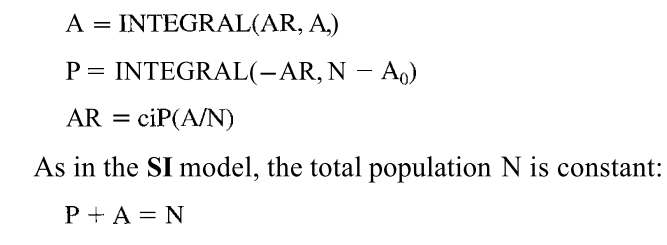 A = INTEGRAL(AR, A,)
P = INTEGRAL(−AR, N − A₀)
AR = ciP(A/N)
As in the SI model, the total population N is constant:
P + A = N